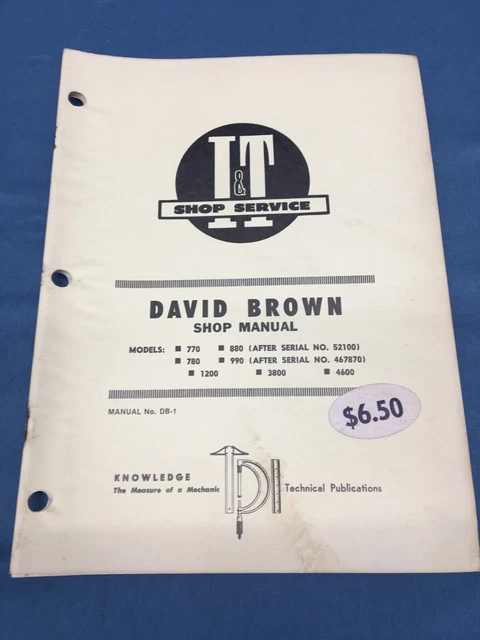 I&T
SHOP SERVICE
DAVID BROWN
SHOP MANUAL
MODELS: ■ 770 ■ 880 (AFTER SERIAL NO. 52100)
■ 780 ■ 990 (AFTER SERIAL NO. 467870)
■ 1200 ■ 3800 ■ 4600
MANUAL No. DB-1
$6.50
KNOWLEDGE
The Measure of a Mechanic
TPI
Technical Publications